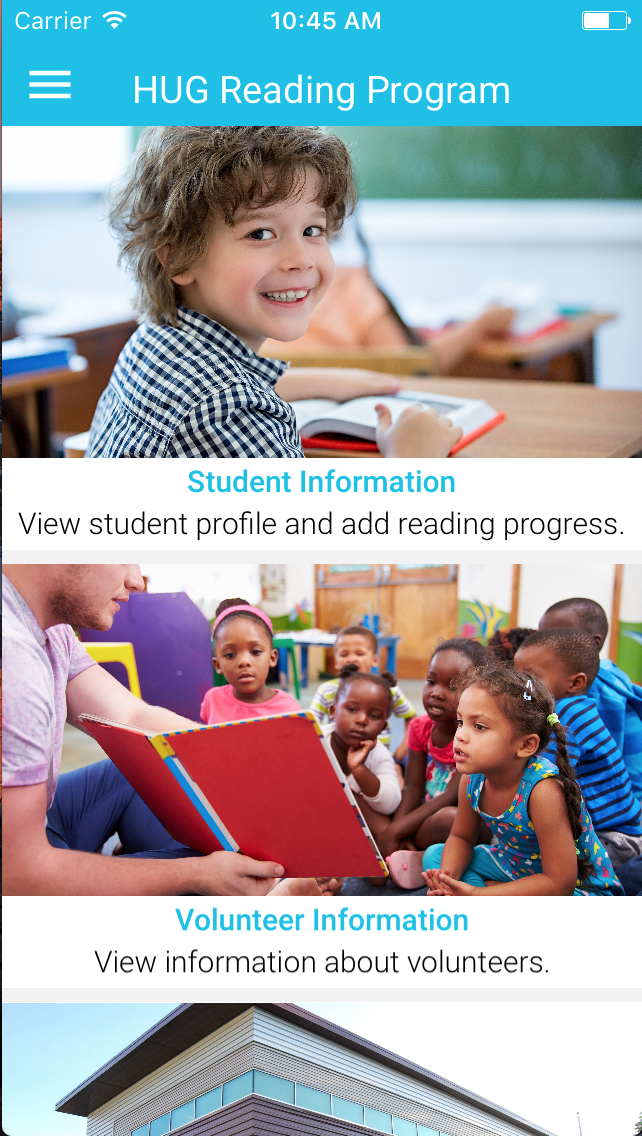 Carrier 10:45 AM
HUG Reading Program
Student Information
View student profile and add reading progress.
Volunteer Information
View information about volunteers.